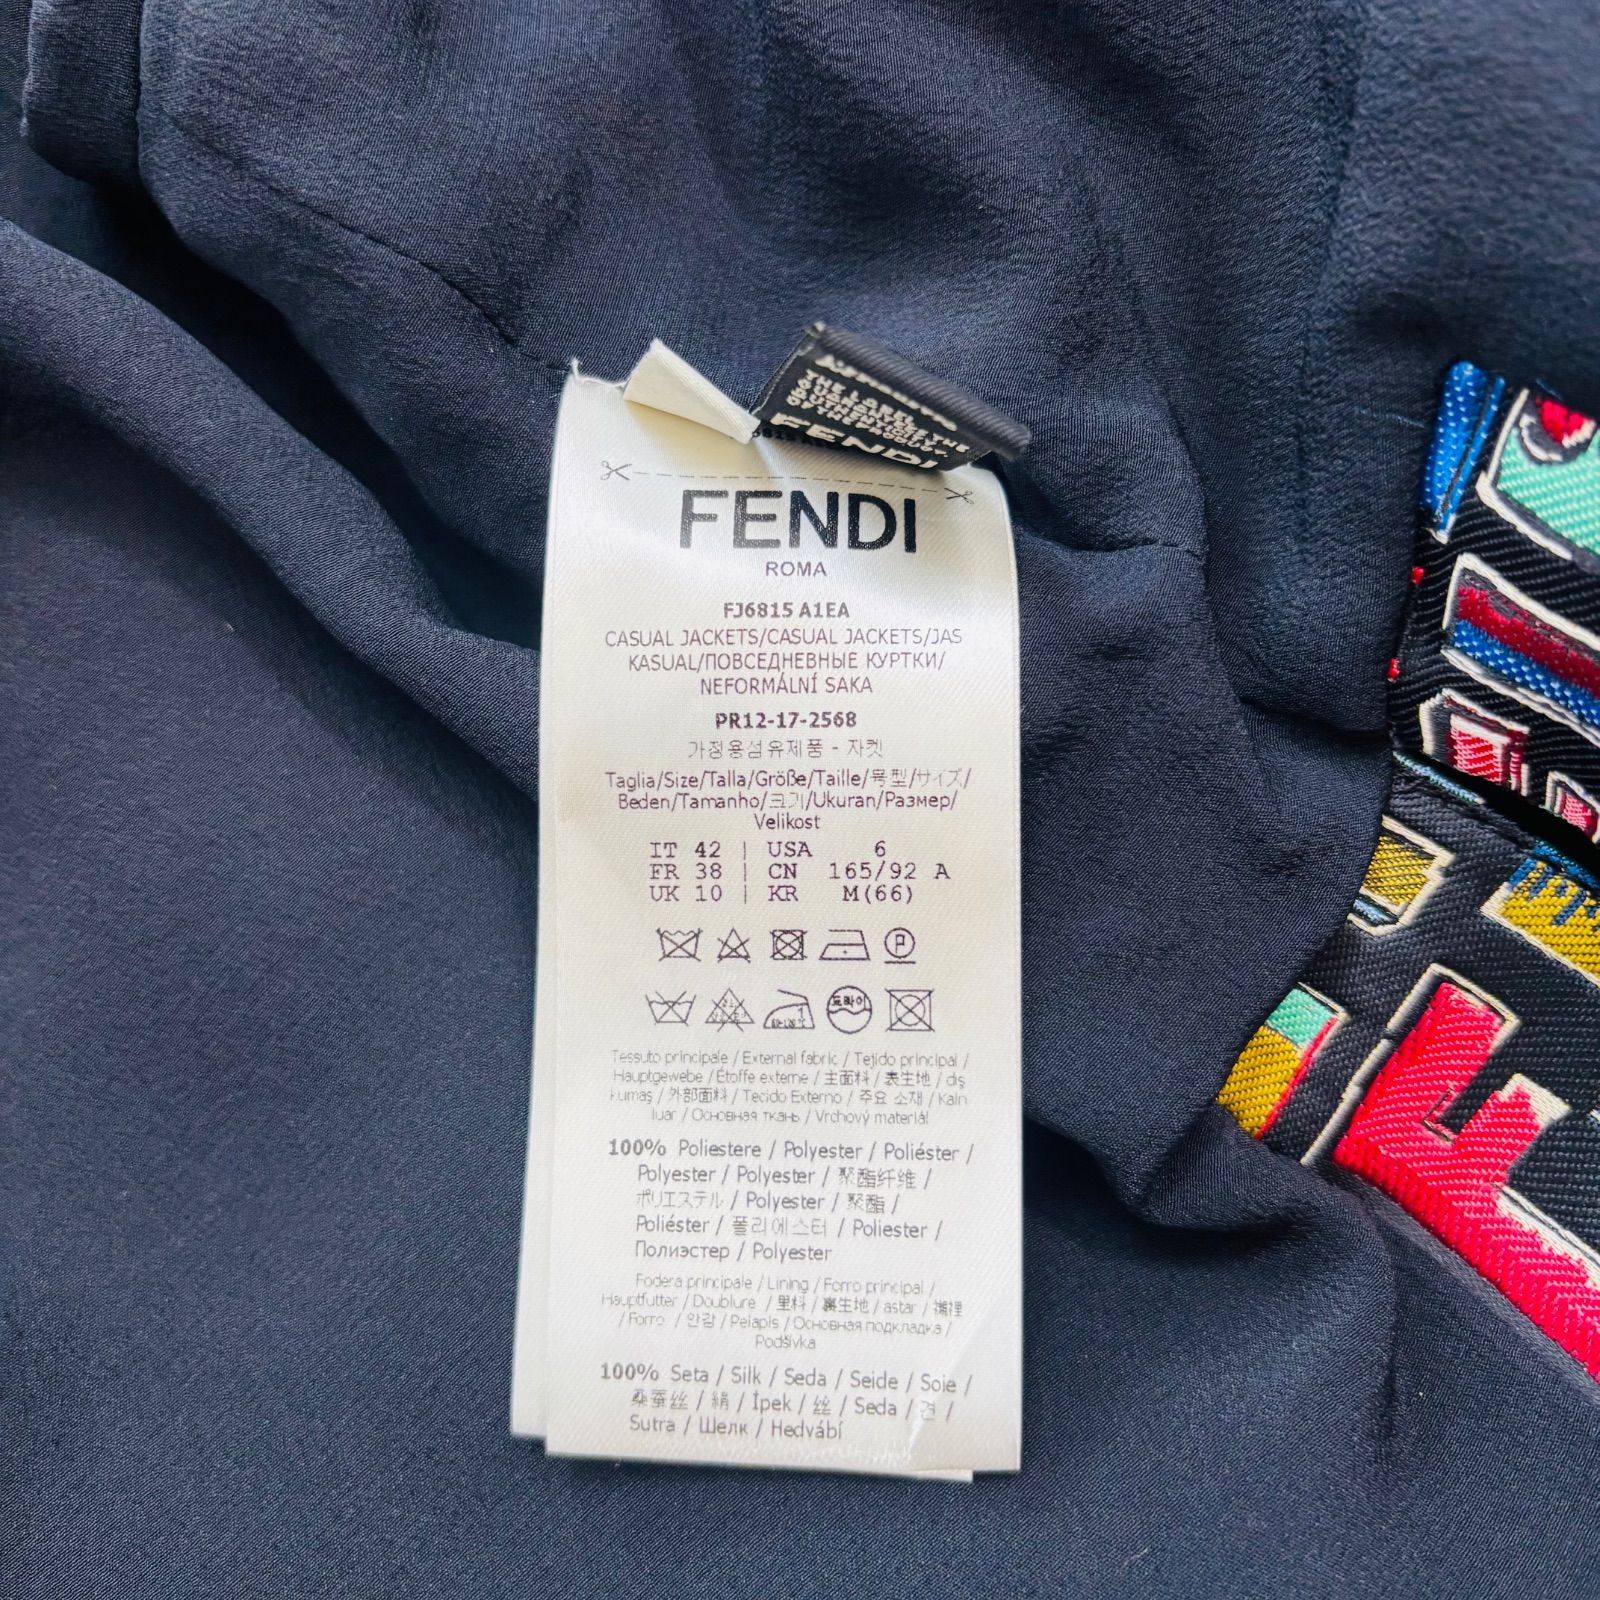 THE LABEL
FENDI
FENDI
ROMA
FJ6815 A1EA
CASUAL JACKETS/CASUAL JACKETS/JAS
KASUAL/ПОВСЕДНЕВНЫЕ КУРТКИ/
NEFORMÁLNÍ SAKA
PR12-17-2568
가정용섬유제품 - 자켓
Taglia/Size/Talla/Größe/Taille/号型/サイズ/
Beden/Tamanho/크기/Ukuran/Размер/
Velikost
IT 42 | USA 6
FR 38 | CN 165/92 A
UK 10 | KR M(66)
P
드라이
Tessuto principale / External fabric / Tejido principal /
Hauptgewebe / Étoffe externe / 主面料 / 表生地 / dış
kumaş / 外部面料 / Tecido Externo / 주요 소재 / Kain
luar / Основная ткань / Vrchový materiál
100% Poliestere / Polyester / Poliéster /
Polyester / Polyester / 聚酯纤维 /
ポリエステル / Polyester / 聚酯 /
Poliéster / 폴리에스터 / Poliester /
Полиэстер / Polyester
Fodera principale / Lining / Forro principal /
Hauptfutter / Doublure / 里料 / 裏生地 / astar /
/ Forro / 안감 / Pelapis / Основная подкладка /
Podšívka
100% Seta / Silk / Seda / Seide / Soie /
桑蚕丝 / 絹 / İpek / 丝 / Seda / 견 /
Sutra / Шелк / Hedvábí